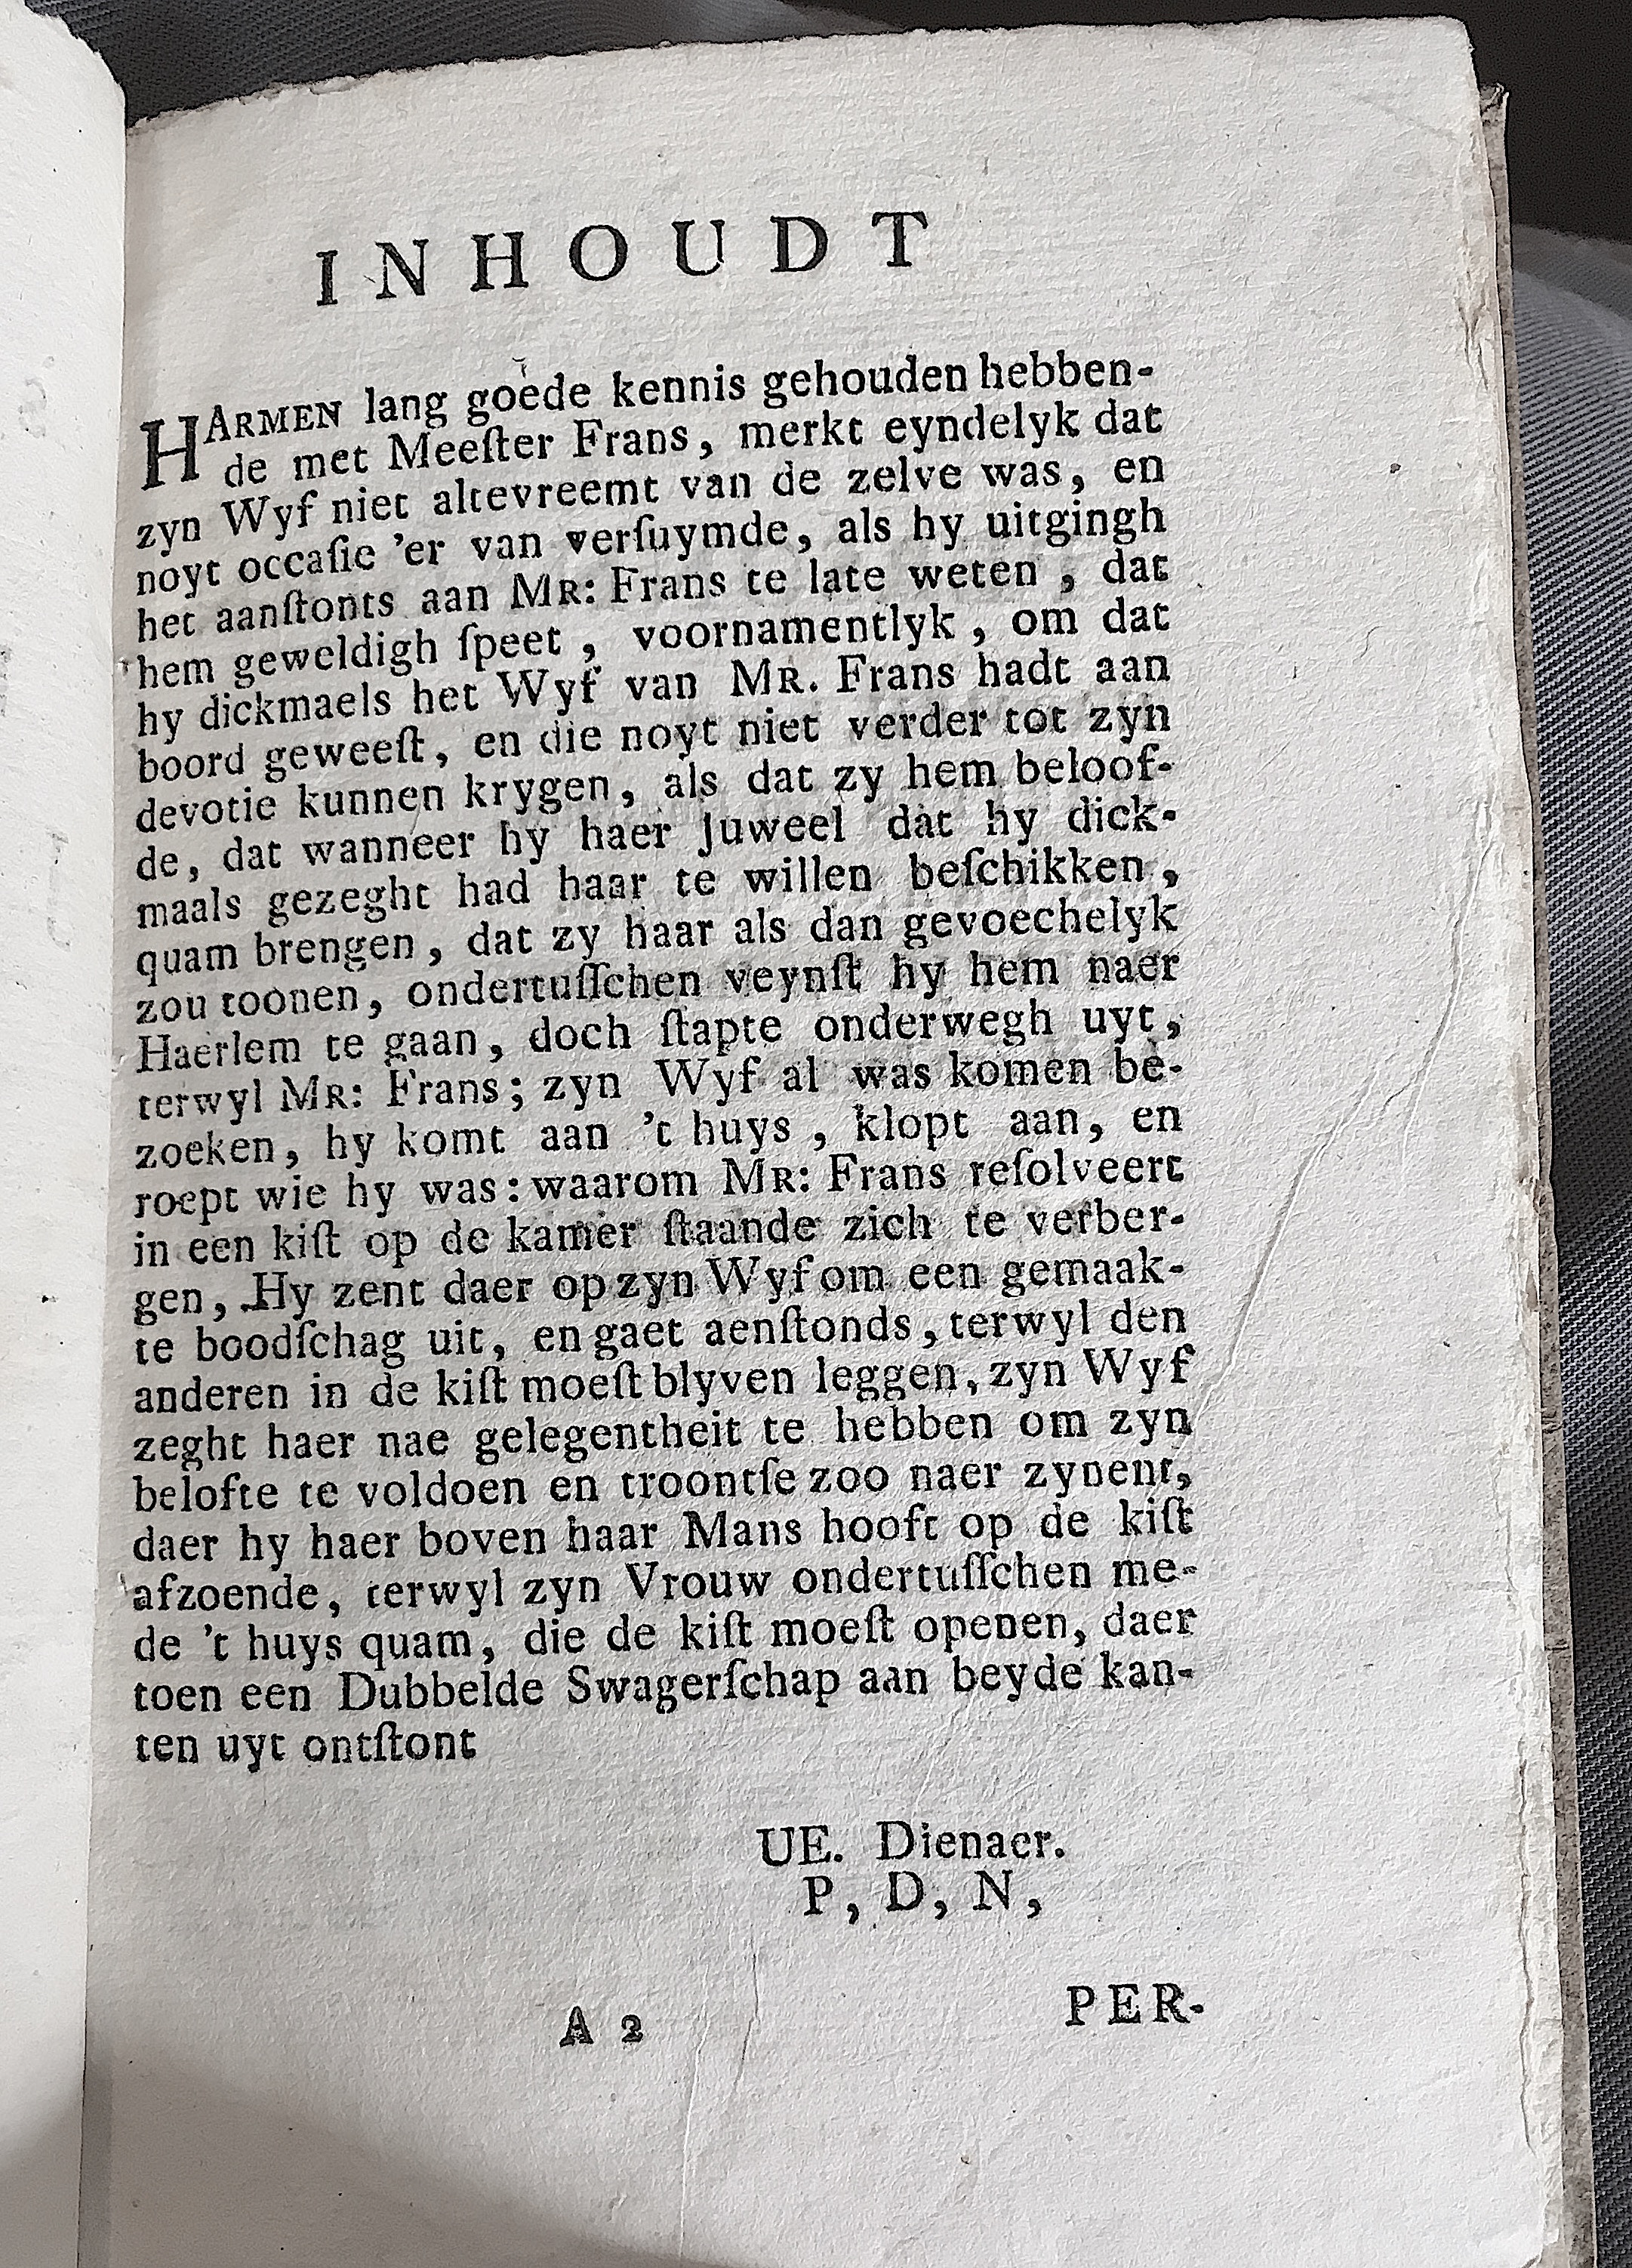 INHOUDT
HARMEN lang goede kennis gehouden hebben-
de met Meeſter Frans, merkt eyndelyk dat
zyn Wyf niet altevreemt van de zelve was, en
noyt occaſie 'er van verſuymde, als hy uitgingh
het aanſtonts aan MR: Frans te late weten, dat
hem geweldigh ſpeet, voornamentlyk, om dat
hy dickmaels het Wyf van MR. Frans hadt aan
boord geweeſt, en die noyt niet verder tot zyn
devotie kunnen krygen, als dat zy hem beloof-
de, dat wanneer hy haer Juweel dat hy dick-
maals gezeght had haar te willen beſchikken,
quam brengen, dat zy haar als dan gevoechelyk
zou toonen, ondertuſſchen veynſt hy hem naer
Haerlem te gaan, doch ſtapte onderwegh uyt,
terwyl MR: Frans; zyn Wyf al was komen be-
zoeken, hy komt aan 't huys, klopt aan, en
roept wie hy was: waarom MR: Frans reſolveert
in een kiſt op de kamer ſtaande zich te verber-
gen, Hy zent daer op zyn Wyf om een gemaak-
te boodſchag uit, en gaet aenſtonds, terwyl den
anderen in de kiſt moeſt blyven leggen, zyn Wyf
zeght haer nae gelegentheit te hebben om zyn
belofte te voldoen en troontſe zoo naer zynent,
daer hy haer boven haar Mans hooft op de kiſt
afzoende, terwyl zyn Vrouw ondertuſſchen me-
de 't huys quam, die de kiſt moeſt openen, daer
toen een Dubbelde Swagerſchap aan beyde kan-
ten uyt ontſtont
UE. Dienaer.
P, D, N,
A 2
PER-